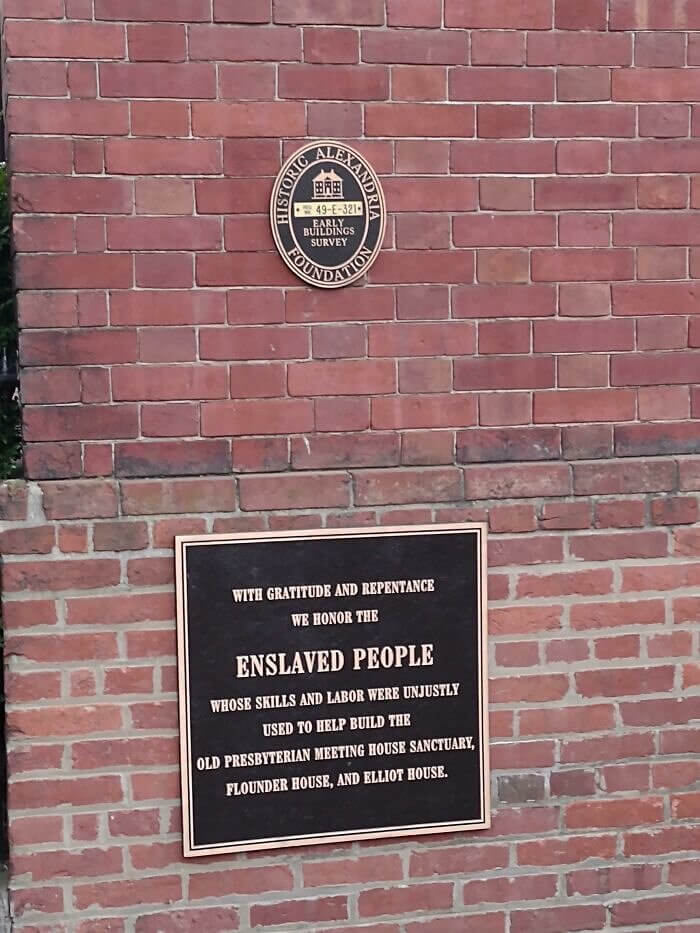 HISTORIC ALEXANDRIA
49-E-321
EARLY
BUILDINGS
SURVEY
FOUNDATION
WITH GRATITUDE AND REPENTANCE
WE HONOR THE
ENSLAVED PEOPLE
WHOSE SKILLS AND LABOR WERE UNJUSTLY
USED TO HELP BUILD THE
OLD PRESBYTERIAN MEETING HOUSE SANCTUARY,
FLOUNDER HOUSE, AND ELLIOT HOUSE.